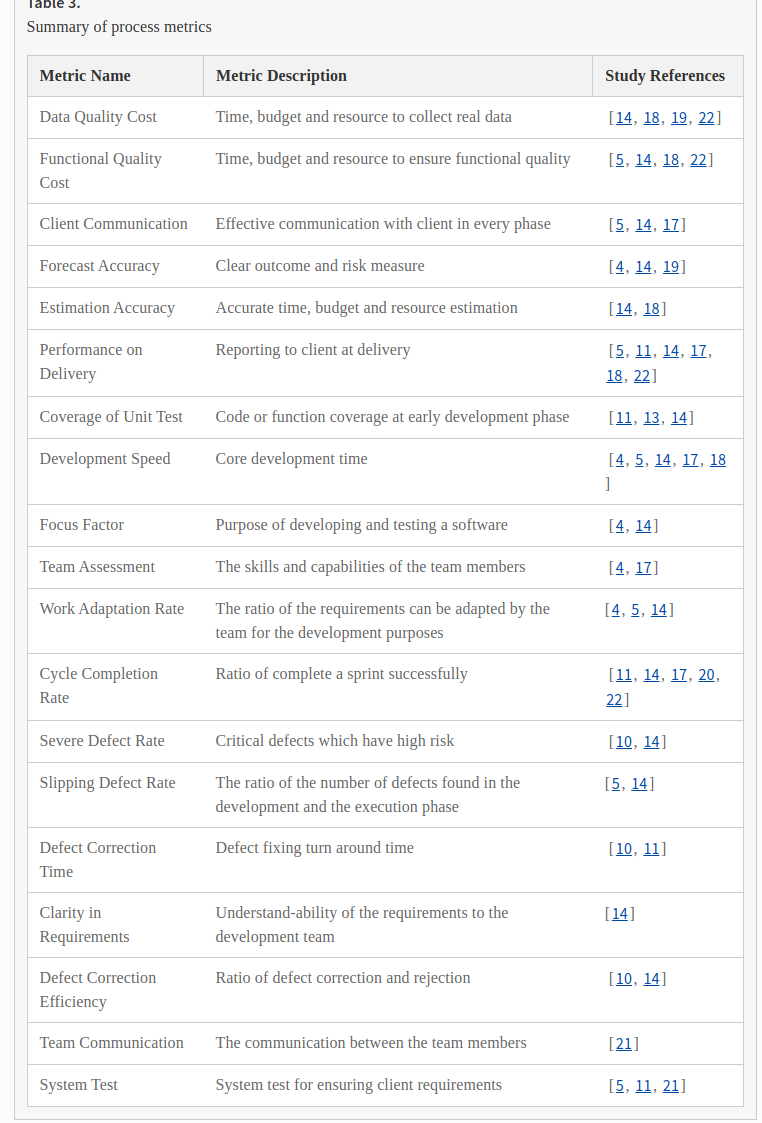 Table 3.
Summary of process metrics
Metric Name Metric Description Study References
Data Quality Cost Time, budget and resource to collect real data [14, 18, 19, 22]
Functional Quality Time, budget and resource to ensure functional quality [5, 14, 18, 22]
Cost
Client Communication Effective communication with client in every phase [5, 14, 17]
Forecast Accuracy Clear outcome and risk measure [4, 14, 19]
Estimation Accuracy Accurate time, budget and resource estimation [14, 18]
Performance on Reporting to client at delivery [5, 11, 14, 17,
Delivery 18, 22]
Coverage of Unit Test Code or function coverage at early development phase [11, 13, 14]
Development Speed Core development time [4, 5, 14, 17, 18
]
Focus Factor Purpose of developing and testing a software [4, 14]
Team Assessment The skills and capabilities of the team members [4, 17]
Work Adaptation Rate The ratio of the requirements can be adapted by the [4, 5, 14]
team for the development purposes
Cycle Completion Ratio of complete a sprint successfully [11, 14, 17, 20,
Rate 22]
Severe Defect Rate Critical defects which have high risk [10, 14]
Slipping Defect Rate The ratio of the number of defects found in the [5, 14]
development and the execution phase
Defect Correction Defect fixing turn around time [10, 11]
Time
Clarity in Understand-ability of the requirements to the [14]
Requirements development team
Defect Correction Ratio of defect correction and rejection [10, 14]
Efficiency
Team Communication The communication between the team members [21]
System Test System test for ensuring client requirements [5, 11, 21]